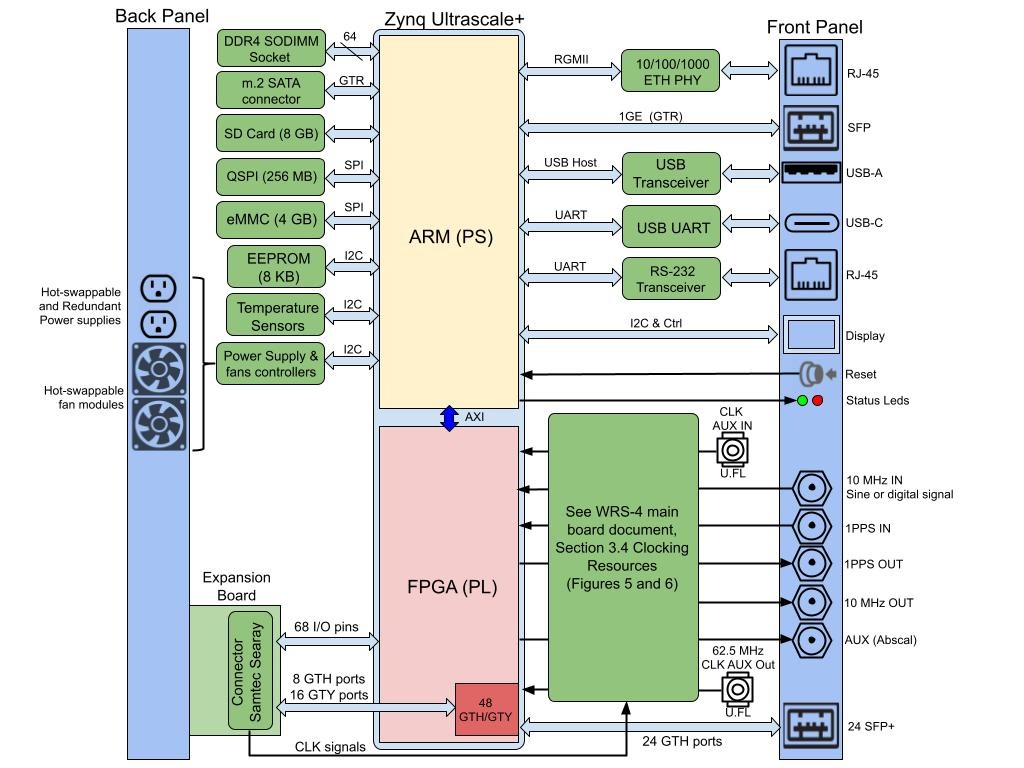 Back Panel
Zynq Ultrascale+
Front Panel
DDR4 SODIMM
Socket
64
m.2 SATA
connector
GTR
SD Card (8 GB)
QSPI (256 MB)
SPI
eMMC (4 GB)
SPI
EEPROM
(8 KB)
I2C
Temperature
Sensors
I2C
Power Supply &
fans controllers
I2C
Hot-swappable
and Redundant
Power supplies
Hot-swappable
fan modules
ARM (PS)
AXI
FPGA (PL)
48
GTH/GTY
RGMII
10/100/1000
ETH PHY
RJ-45
1GE (GTR)
SFP
USB Host
USB
Transceiver
USB-A
UART
USB UART
USB-C
UART
RS-232
Transceiver
RJ-45
I2C & Ctrl
Display
Reset
Status Leds
CLK
AUX IN
U.FL
See WRS-4 main
board document,
Section 3.4 Clocking
Resources
(Figures 5 and 6)
10 MHz IN
Sine or digital signal
1PPS IN
1PPS OUT
10 MHz OUT
AUX (Abscal)
62.5 MHz
CLK AUX Out
U.FL
24 SFP+
24 GTH ports
Expansion
Board
Connector
Samtec Searay
68 I/O pins
8 GTH ports
16 GTY ports
CLK signals